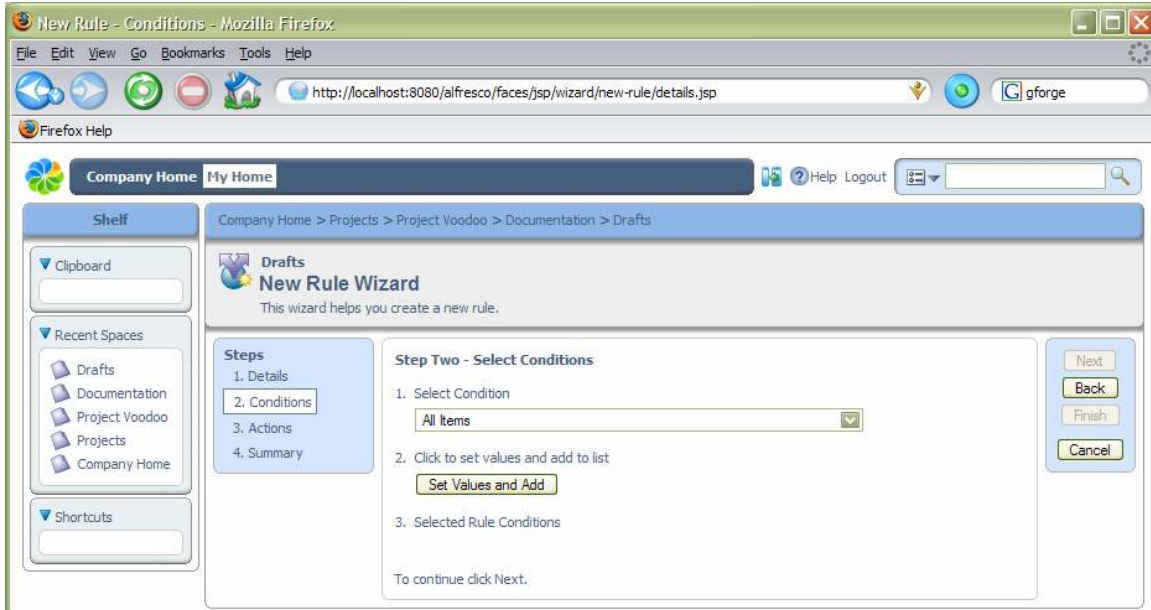 New Rule - Conditions - Mozilla Firefox
File Edit View Go Bookmarks Tools Help
http://localhost:8080/alfresco/faces/jsp/wizard/new-rule/details.jsp
G gforge
Firefox Help
Company Home My Home
Help Logout
Shelf
Company Home > Projects > Project Voodoo > Documentation > Drafts
Clipboard
Drafts
New Rule Wizard
This wizard helps you create a new rule.
Recent Spaces
Drafts
Documentation
Project Voodoo
Projects
Company Home
Shortcuts
Steps
1. Details
2. Conditions
3. Actions
4. Summary
Step Two - Select Conditions
1. Select Condition
All Items
2. Click to set values and add to list
Set Values and Add
3. Selected Rule Conditions
To continue click Next.
Next
Back
Finish
Cancel